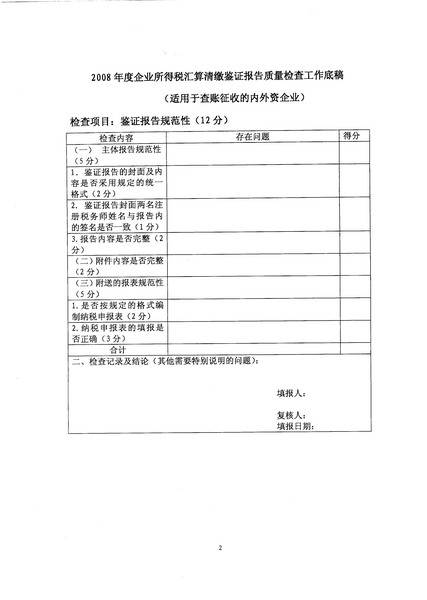 2008 年度企业所得税汇算清缴鉴证报告质量检查工作底稿
（适用于查账征收的内外资企业）
检查项目：鉴证报告规范性（12 分）
检查内容 存在问题 得分
（一） 主体报告规范性
（5 分）
1. 鉴证报告的封面及内
容是否采用规定的统一
格式（2 分）
2. 鉴证报告封面两名注
册税务师姓名与报告内
的签名是否一致（1 分）
3.报告内容是否完整（2
分）
（二）附件内容是否完整
（2 分）
（三）附送的报表规范性
（5 分）
1.是否按规定的格式编
制纳税申报表（2 分）
2.纳税申报表的填报是
否正确（3 分）
合计
二、检查记录及结论（其他需要特别说明的问题）：
填报人：
复核人：
填报日期：
2